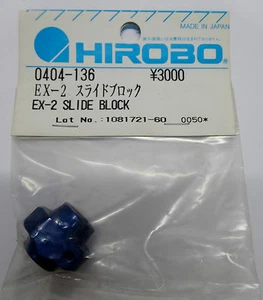 MADE IN JAPAN
HIROBO
0404-136 ¥3000
EX-2 スライドブロック
EX-2 SLIDE BLOCK
Lot No.:1081721-60 0050*